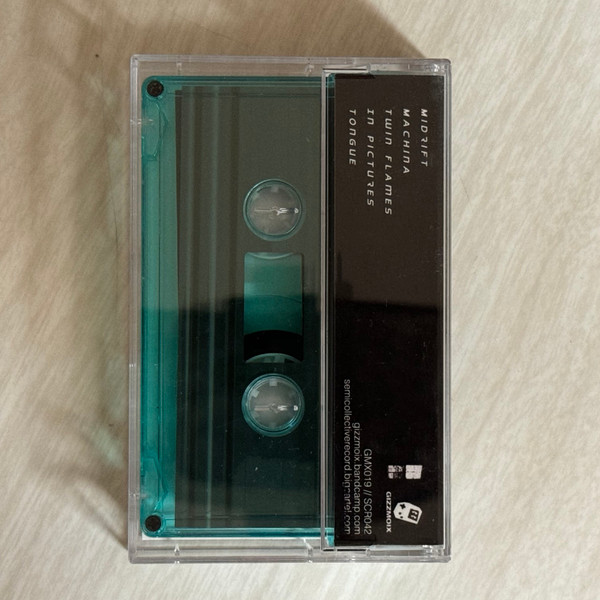 MIDRIFT
MACHINA
TWIN FLAMES
IN PICTURES
TONGUE
GIZZMOIX
GMX019 // SCR042
gizzmoix.bandcamp.com
semicollectiverecord.bigcartel.com